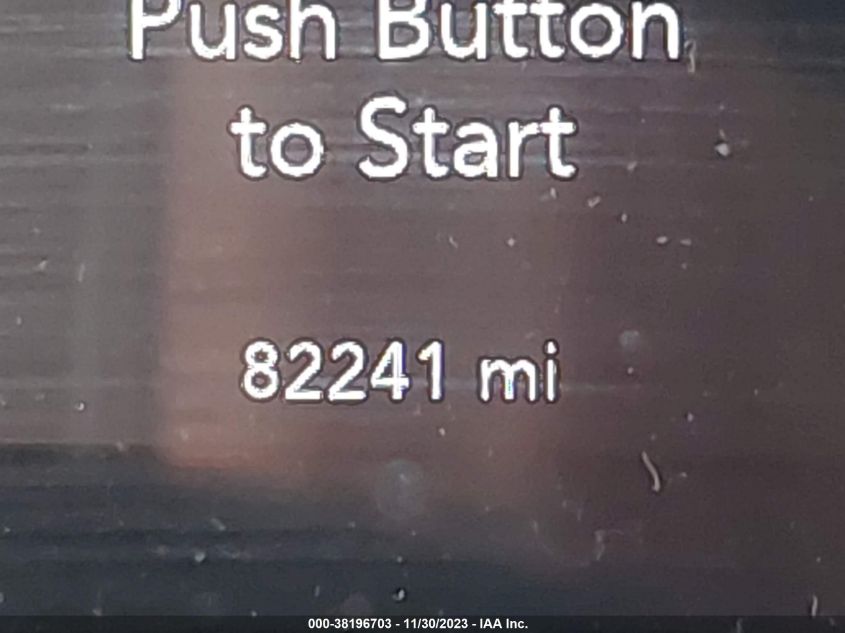 Push Button
to Start
82241 mi
000-38196703 - 11/30/2023 - IAA Inc.